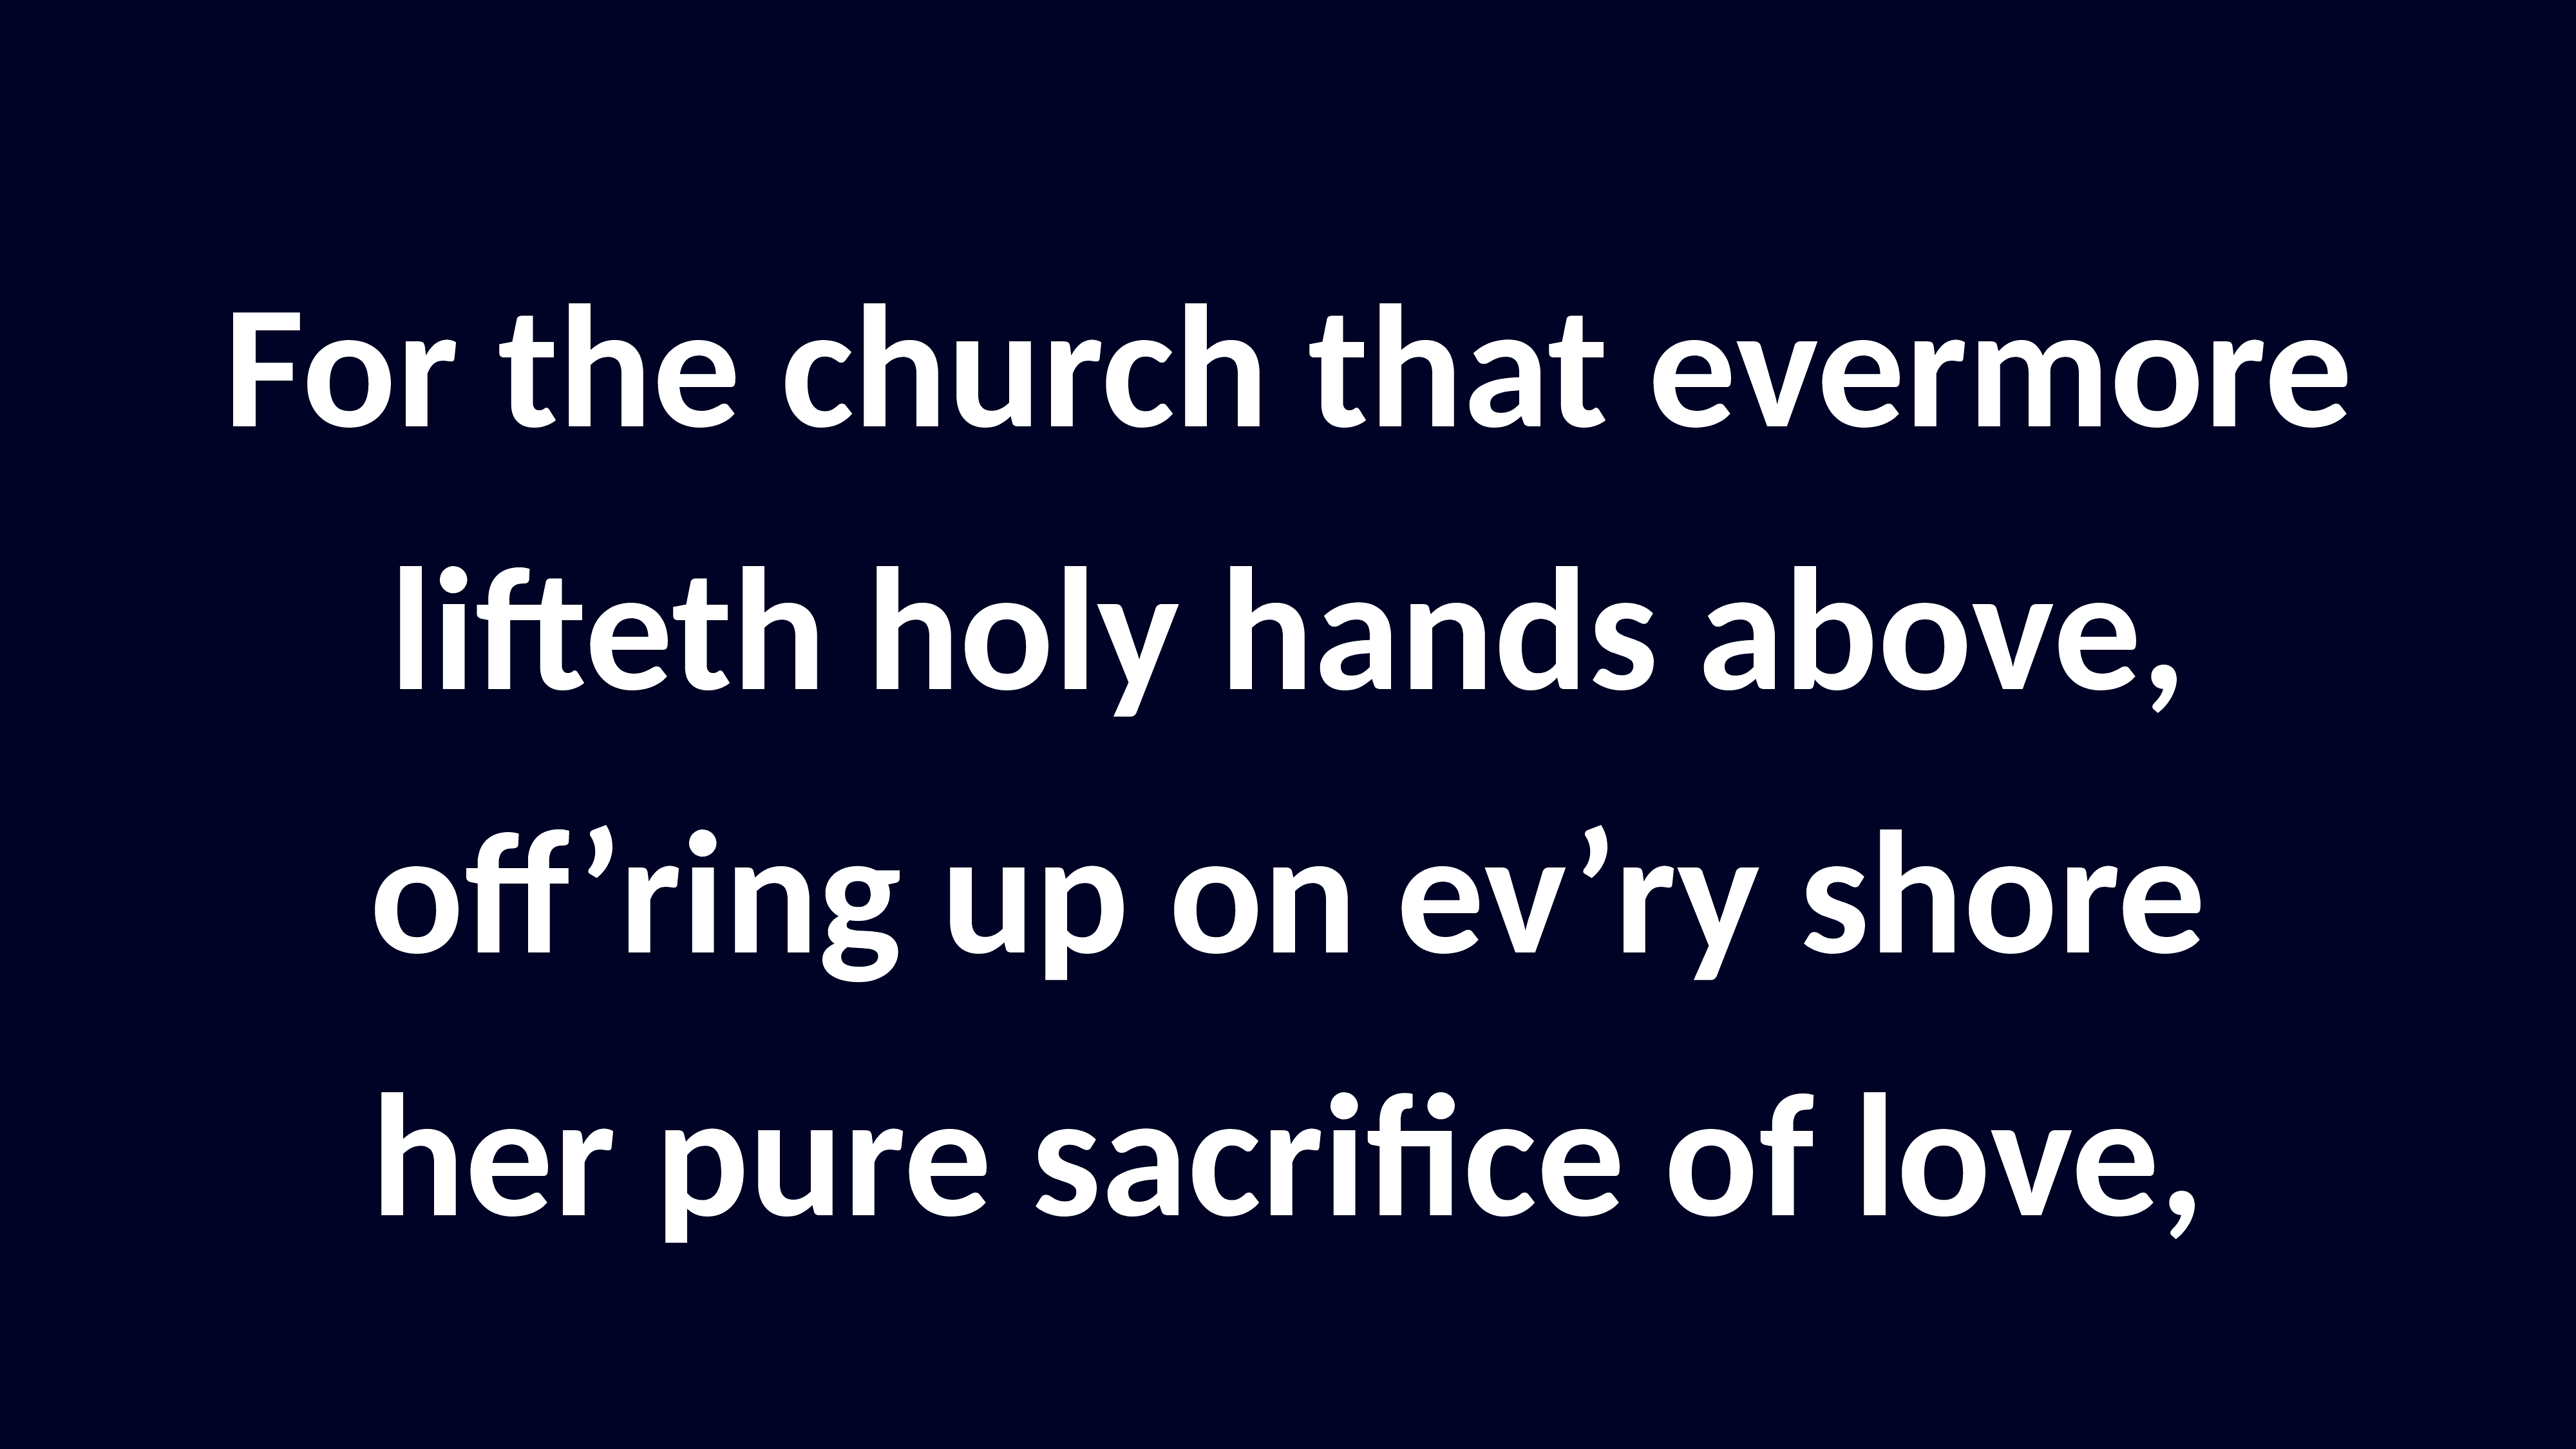 For the church that evermore
lifteth holy hands above,
off’ring up on ev’ry shore
her pure sacrifice of love,